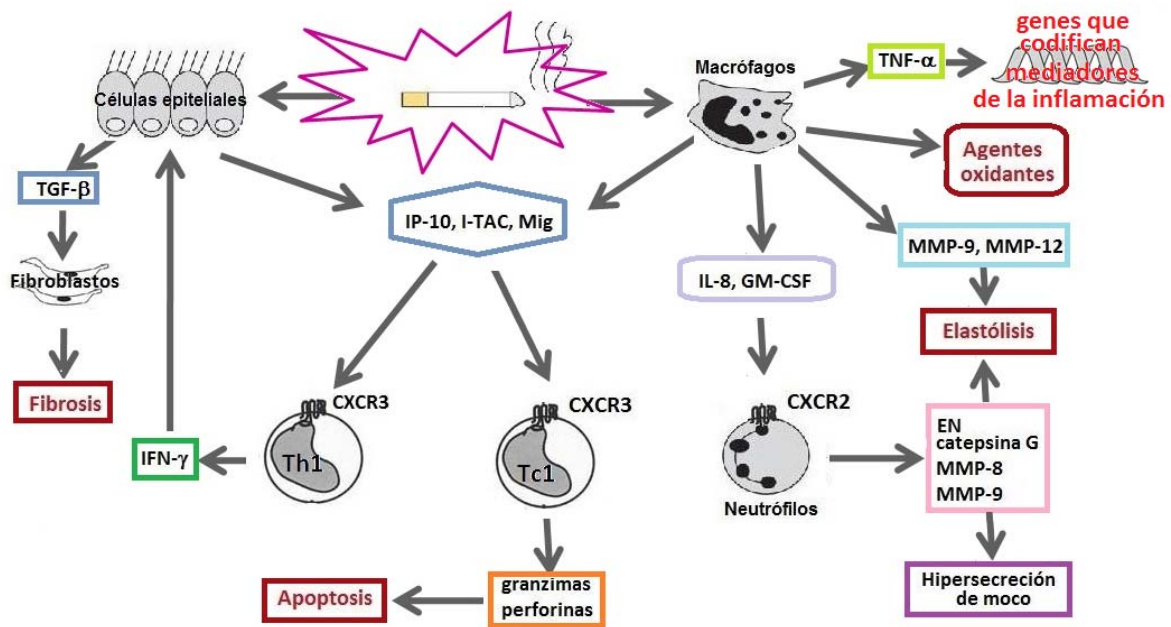 genes que
codifican
mediadores
de la inflamación
TNF-α
Macrófagos
Células epiteliales
Agentes
oxidantes
TGF-β
IP-10, I-TAC, Mig
MMP-9, MMP-12
Fibroblastos
IL-8, GM-CSF
Elastólisis
Fibrosis
CXCR3
CXCR3
CXCR2
IFN-γ
Th1
Tc1
EN
catepsina G
MMP-8
MMP-9
Neutrófilos
Apoptosis
granzimas
perforinas
Hipersecreción
de moco